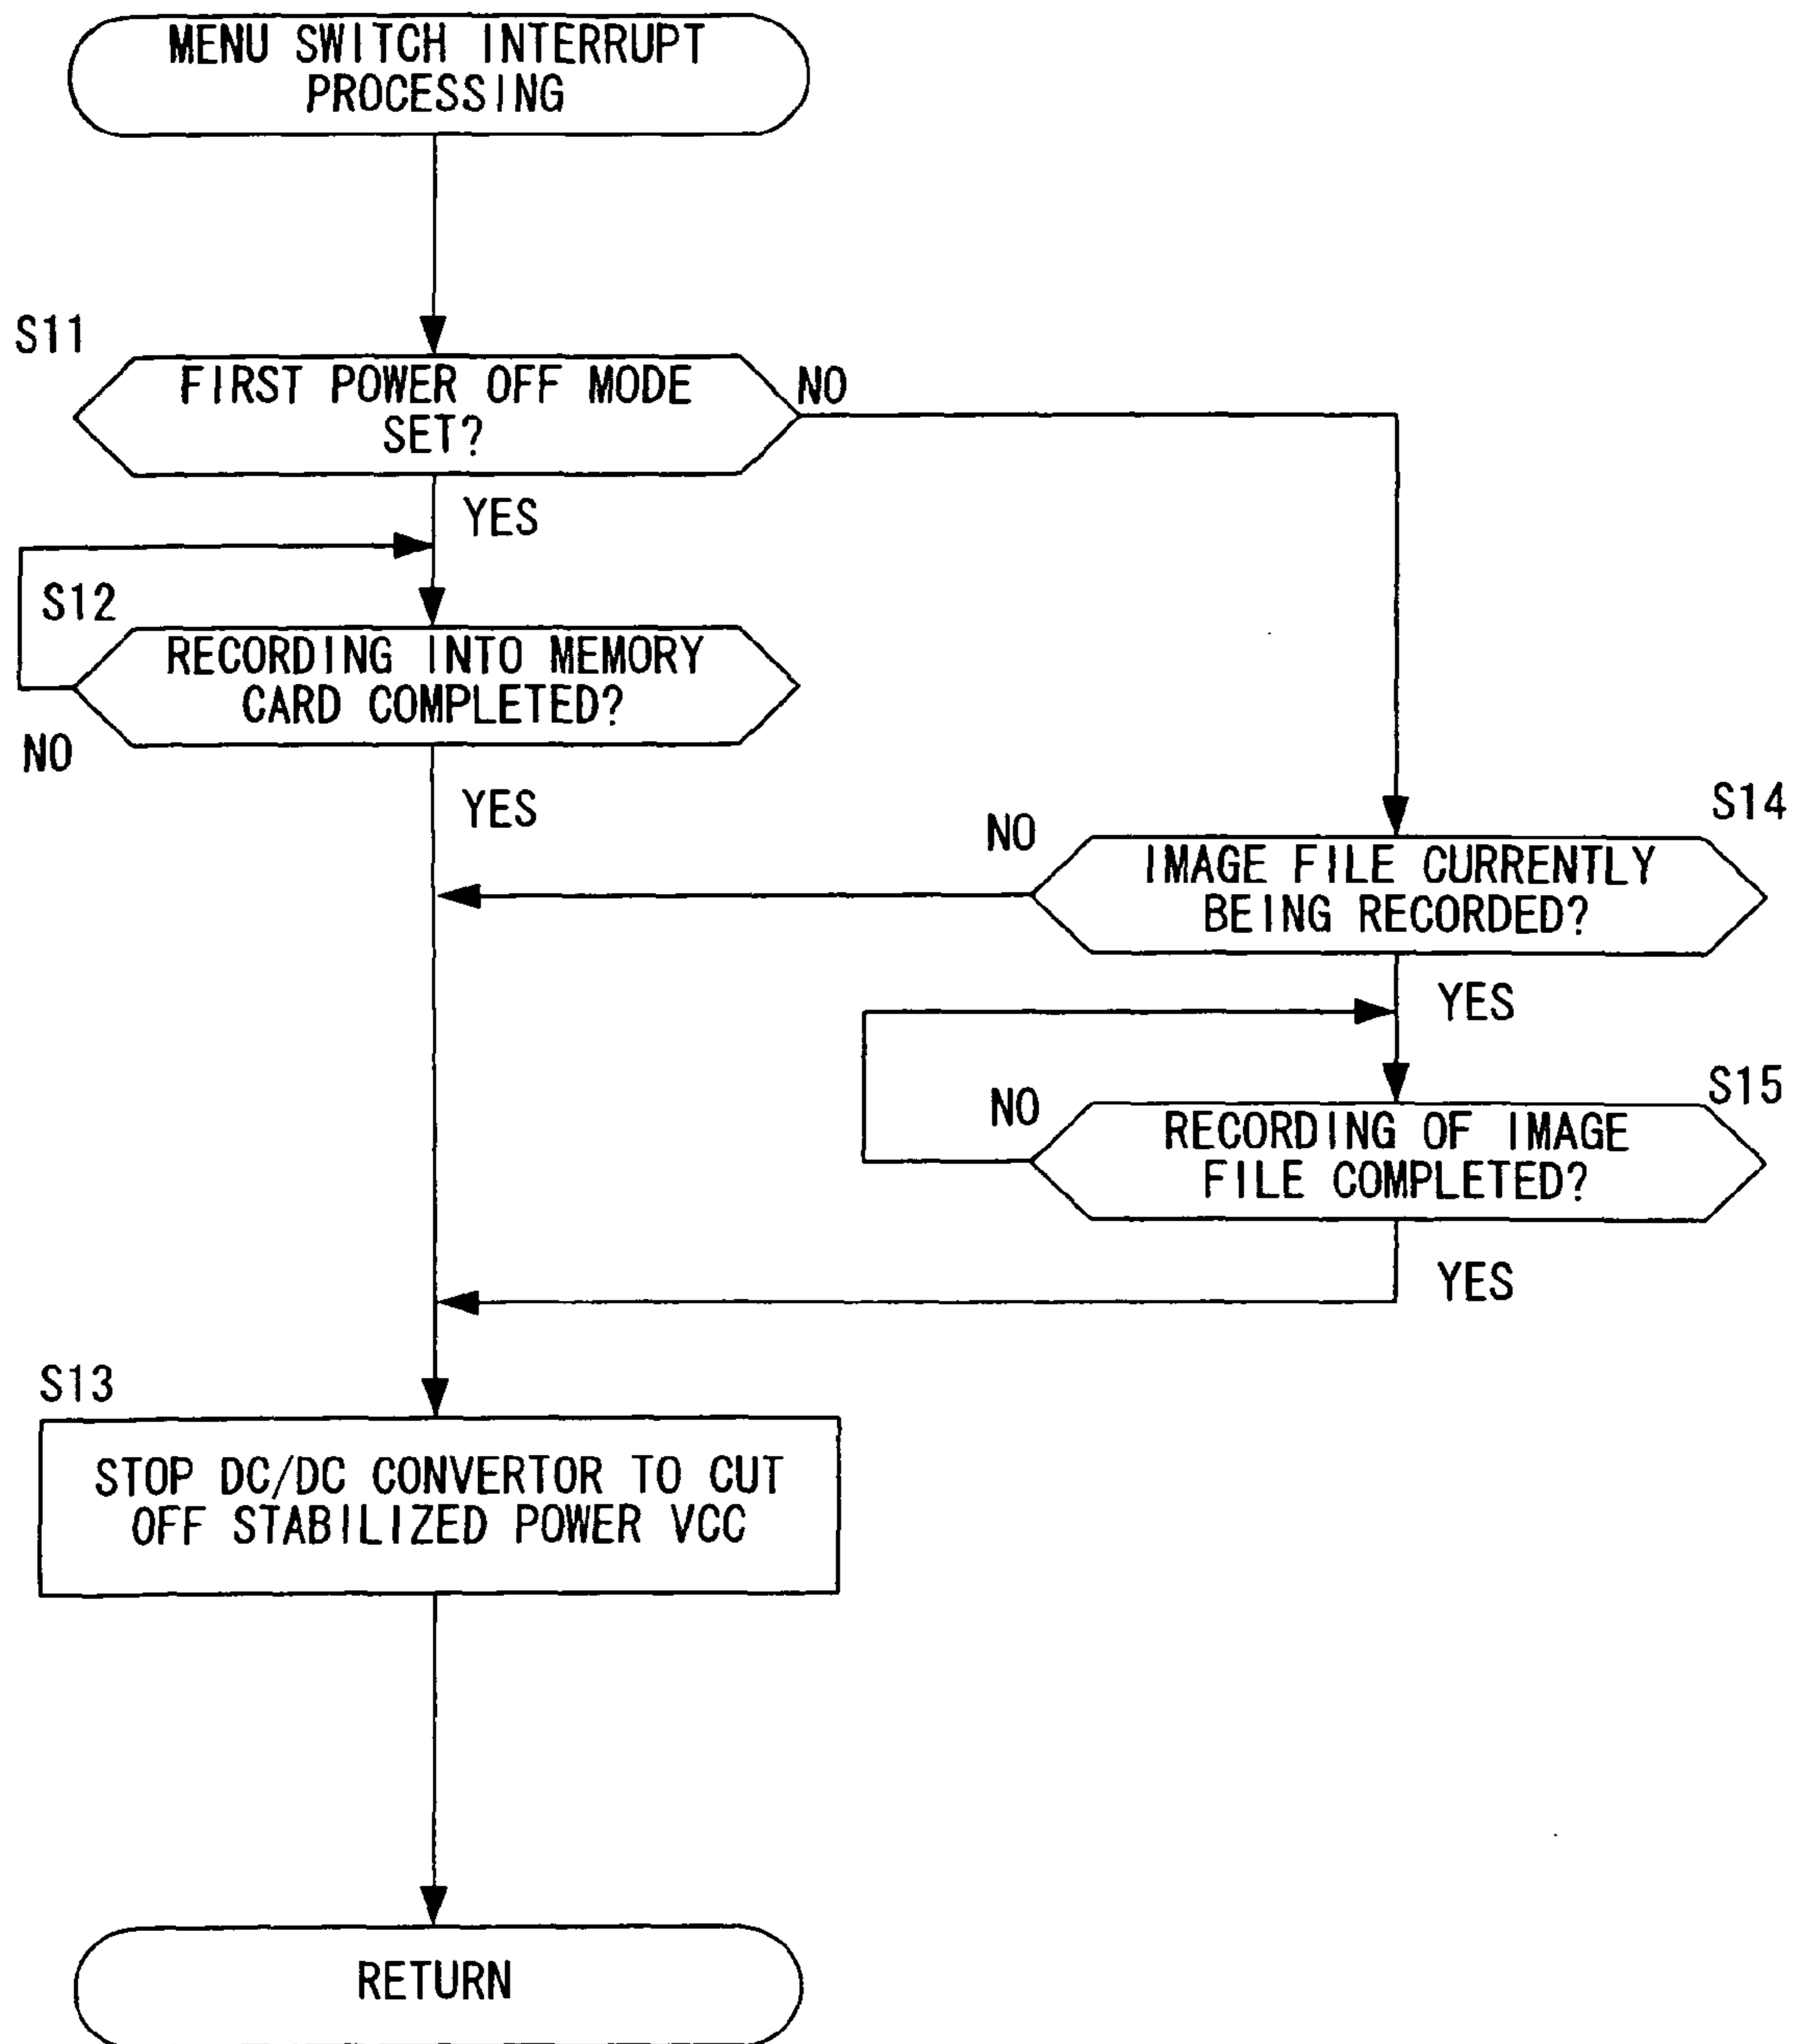 MENU SWITCH INTERRUPT
PROCESSING
S11
FIRST POWER OFF MODE
SET?
NO
YES
S12
RECORDING INTO MEMORY
CARD COMPLETED?
NO
YES
S14
NO
IMAGE FILE CURRENTLY
BEING RECORDED?
YES
S15
NO
RECORDING OF IMAGE
FILE COMPLETED?
YES
S13
STOP DC/DC CONVERTOR TO CUT
OFF STABILIZED POWER VCC
RETURN